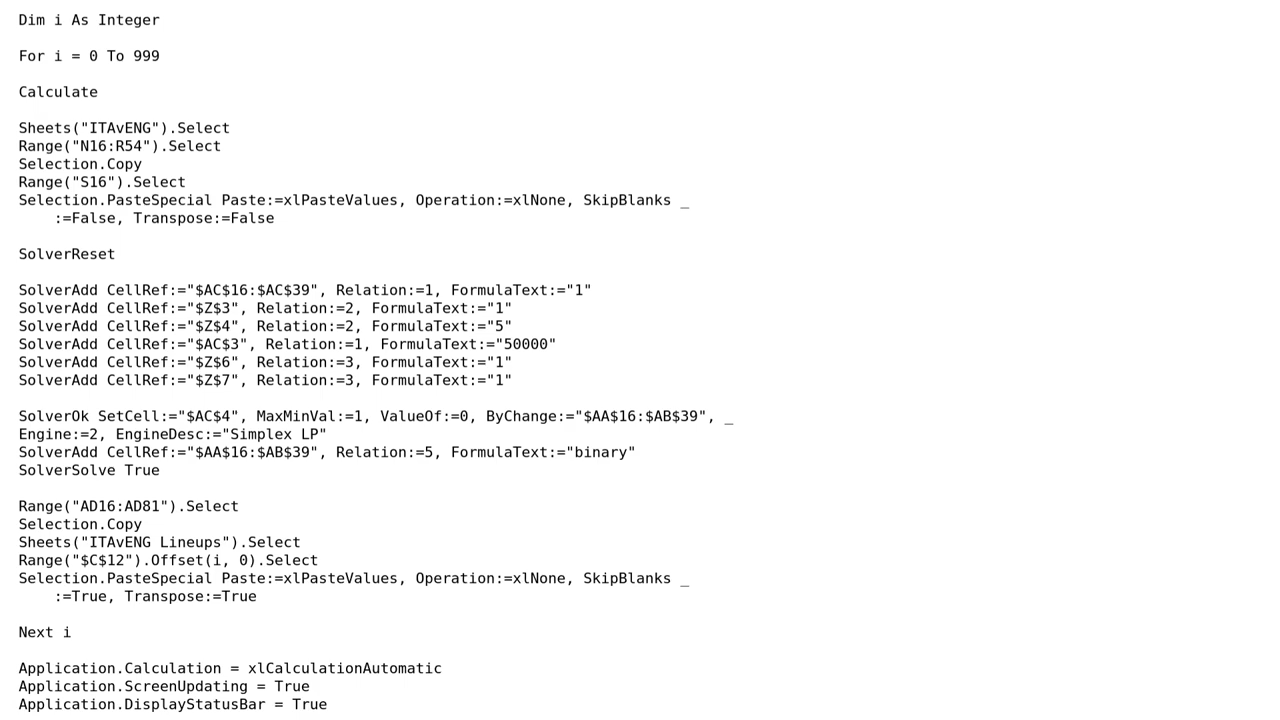 Dim i As Integer
For i = 0 To 999
Calculate
Sheets("ITAvENG").Select
Range("N16:R54").Select
Selection.Copy
Range("S16").Select
Selection.PasteSpecial Paste:=xlPasteValues, Operation:=xlNone, SkipBlanks _
    :=False, Transpose:=False
SolverReset
SolverAdd CellRef:="$AC$16:$AC$39", Relation:=1, FormulaText:="1"
SolverAdd CellRef:="$Z$3", Relation:=2, FormulaText:="1"
SolverAdd CellRef:="$Z$4", Relation:=2, FormulaText:="5"
SolverAdd CellRef:="$AC$3", Relation:=1, FormulaText:="50000"
SolverAdd CellRef:="$Z$6", Relation:=3, FormulaText:="1"
SolverAdd CellRef:="$Z$7", Relation:=3, FormulaText:="1"
SolverOk SetCell:="$AC$4", MaxMinVal:=1, ValueOf:=0, ByChange:="$AA$16:$AB$39", _
Engine:=2, EngineDesc:="Simplex LP"
SolverAdd CellRef:="$AA$16:$AB$39", Relation:=5, FormulaText:="binary"
SolverSolve True
Range("AD16:AD81").Select
Selection.Copy
Sheets("ITAvENG Lineups").Select
Range("$C$12").Offset(i, 0).Select
Selection.PasteSpecial Paste:=xlPasteValues, Operation:=xlNone, SkipBlanks _
    :=True, Transpose:=True
Next i
Application.Calculation = xlCalculationAutomatic
Application.ScreenUpdating = True
Application.DisplayStatusBar = True